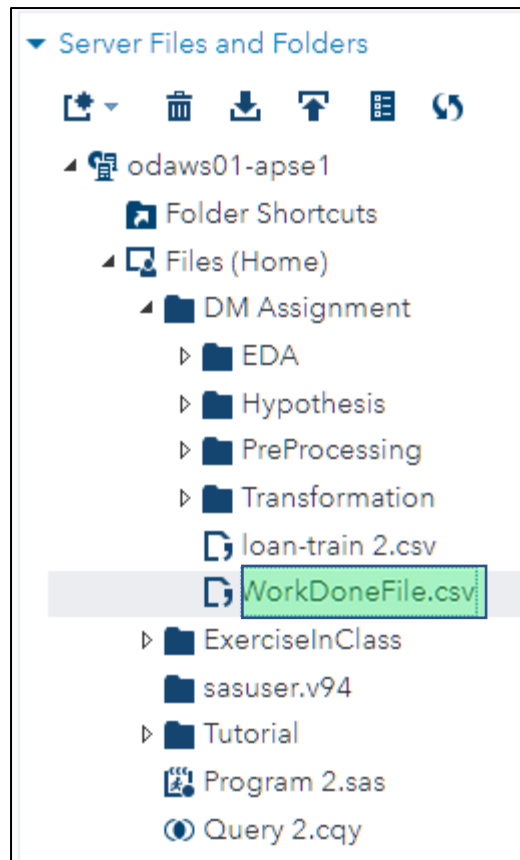 Server Files and Folders
odaws01-apse1
Folder Shortcuts
Files (Home)
DM Assignment
EDA
Hypothesis
PreProcessing
Transformation
loan-train 2.csv
WorkDoneFile.csv
ExerciseInClass
sasuser.v94
Tutorial
Program 2.sas
Query 2.cqy